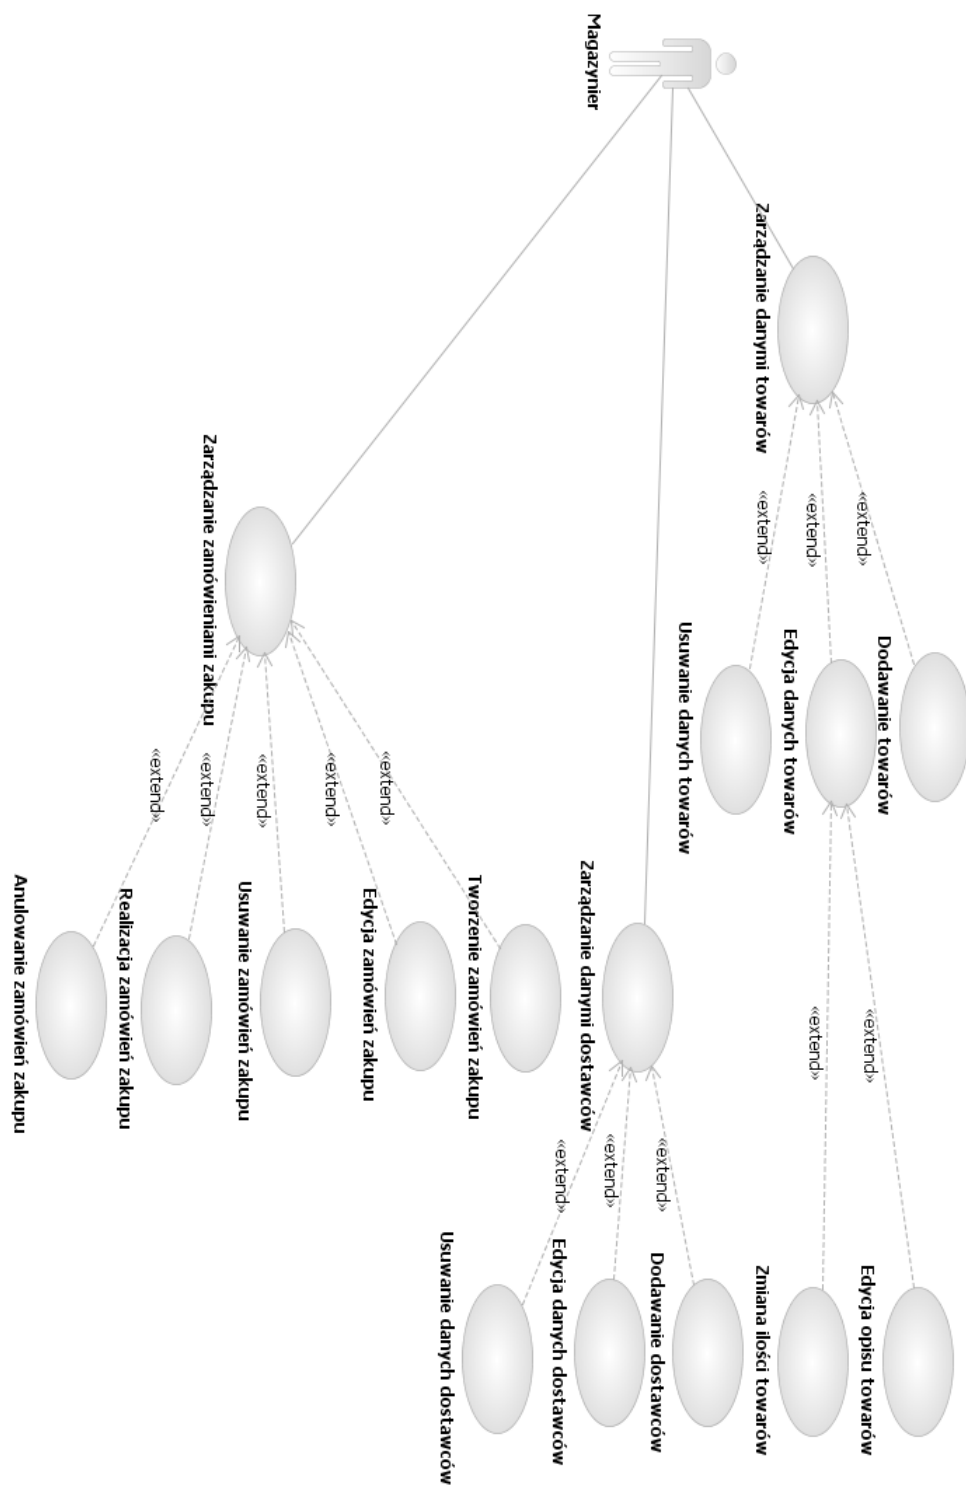 Magazynier
Zarządzanie danymi towarów
«extend»
«extend»
«extend»
Dodawanie towarów
Edycja danych towarów
Usuwanie danych towarów
«extend»
«extend»
Edycja opisu towarów
Zmiana ilości towarów
Zarządzanie danymi dostawców
«extend»
«extend»
«extend»
Dodawanie dostawców
Edycja danych dostawców
Usuwanie danych dostawców
Zarządzanie zamówieniami zakupu
«extend»
«extend»
«extend»
«extend»
«extend»
Tworzenie zamówień zakupu
Edycja zamówień zakupu
Usuwanie zamówień zakupu
Realizacja zamówień zakupu
Anulowanie zamówień zakupu